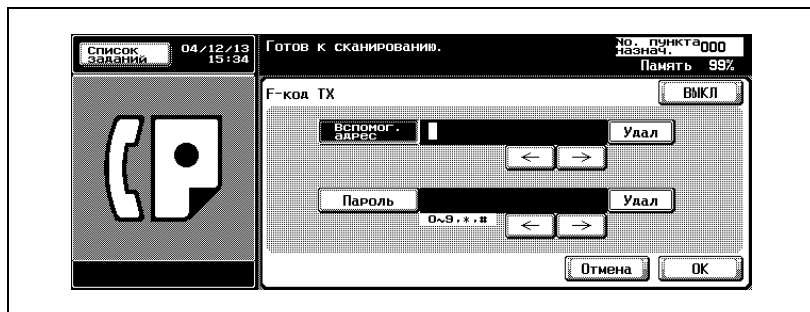 Список
заданий
04/12/13
15:34
Готов к сканированию.
No. пункта
назнач.
000
Память 99%
F-код TX
ВЫКЛ
Вспомог.
адрес
Удал
← →
Пароль
Удал
0~9,*,#
← →
Отмена
OK